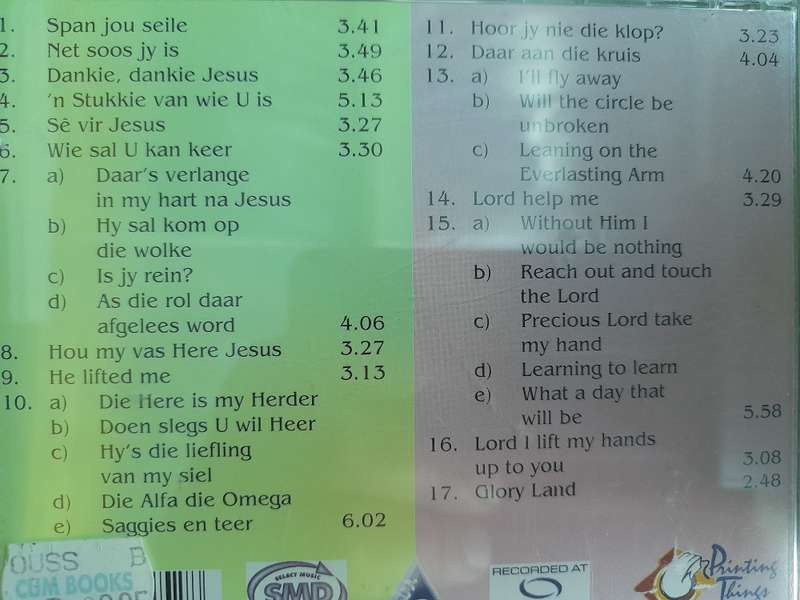 1. Span jou seile 3.41
2. Net soos jy is 3.49
3. Dankie, dankie Jesus 3.46
4. 'n Stukkie van wie U is 5.13
5. Sê vir Jesus 3.27
6. Wie sal U kan keer 3.30
7. a) Daar's verlange
in my hart na Jesus
b) Hy sal kom op
die wolke
c) Is jy rein?
d) As die rol daar
afgelees word 4.06
8. Hou my vas Here Jesus 3.27
9. He lifted me 3.13
10. a) Die Here is my Herder
b) Doen slegs U wil Heer
c) Hy's die liefling
van my siel
d) Die Alfa die Omega
e) Saggies en teer 6.02
11. Hoor jy nie die klop? 3.23
12. Daar aan die kruis 4.04
13. a) I'll fly away
b) Will the circle be
unbroken
c) Leaning on the
Everlasting Arm 4.20
14. Lord help me 3.29
15. a) Without Him I
would be nothing
b) Reach out and touch
the Lord
c) Precious Lord take
my hand
d) Learning to learn
e) What a day that
will be 5.58
16. Lord I lift my hands
up to you 3.08
17. Glory Land 2.48
OUSS B
CUM BOOKS
SELECT MUSIC
SMD
RECORDED AT
Printing
Things